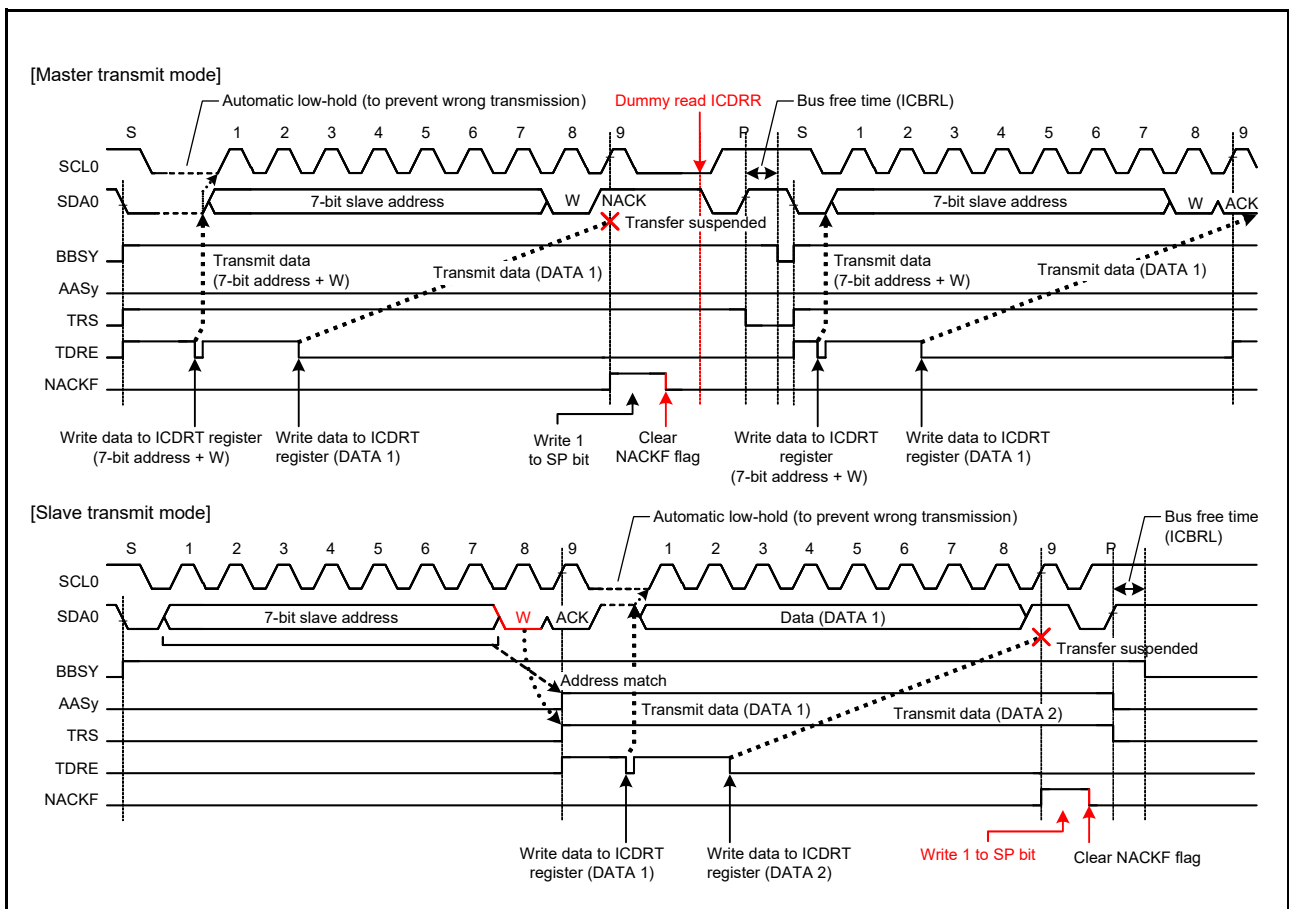 [Master transmit mode]
Automatic low-hold (to prevent wrong transmission)
Dummy read ICDRR
Bus free time (ICBRL)
S 1 2 3 4 5 6 7 8 9 P S 1 2 3 4 5 6 7 8 9
SCL0
SDA0 7-bit slave address W NACK 7-bit slave address W ACK
Transfer suspended
BBSY
Transmit data
(7-bit address + W)
Transmit data (DATA 1)
Transmit data
(7-bit address + W)
Transmit data (DATA 1)
AASy
TRS
TDRE
NACKF
Write data to ICDRT register
(7-bit address + W)
Write data to ICDRT
register (DATA 1)
Write 1
to SP bit
Clear
NACKF flag
Write data to ICDRT
register
(7-bit address + W)
Write data to ICDRT
register (DATA 1)
[Slave transmit mode]
Automatic low-hold (to prevent wrong transmission)
Bus free time
(ICBRL)
S 1 2 3 4 5 6 7 8 9 1 2 3 4 5 6 7 8 9 P
SCL0
SDA0 7-bit slave address W ACK Data (DATA 1)
Transfer suspended
BBSY
Address match
AASy
Transmit data (DATA 1) Transmit data (DATA 2)
TRS
TDRE
NACKF
Write data to ICDRT
register (DATA 1)
Write data to ICDRT
register (DATA 2)
Write 1 to SP bit
Clear NACKF flag